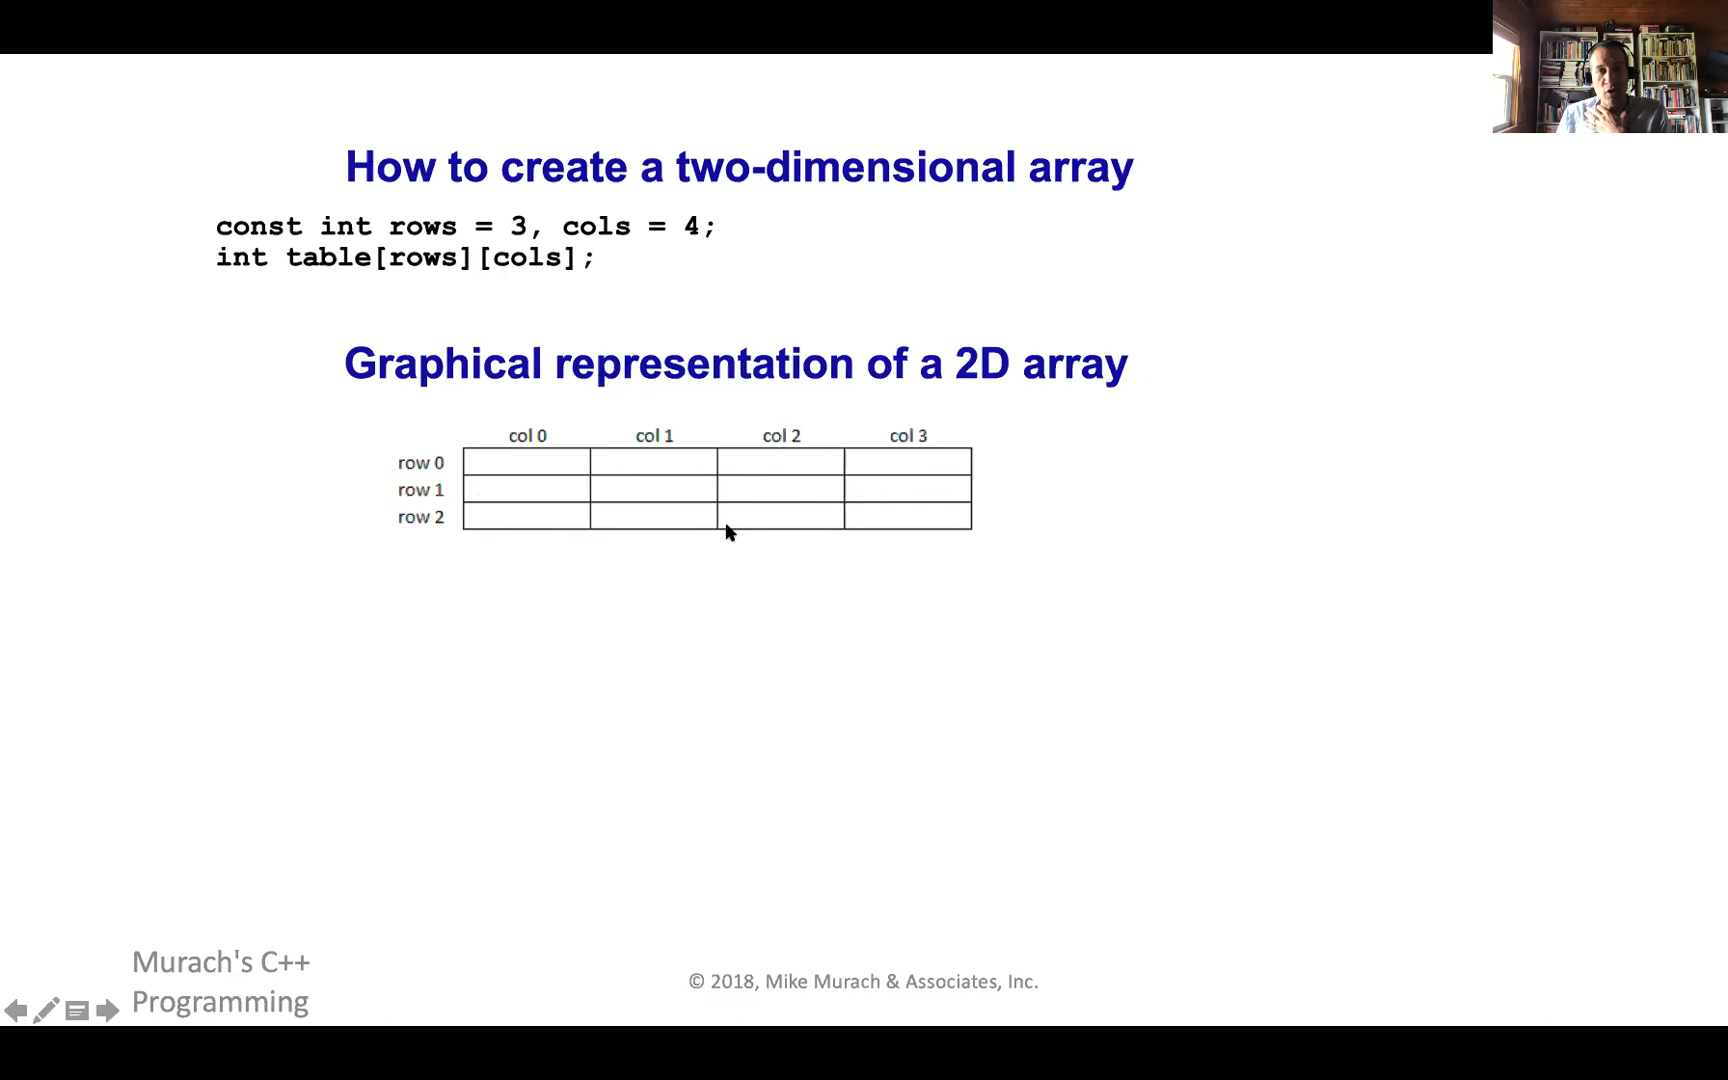 How to create a two-dimensional array
const int rows = 3, cols = 4;
int table[rows][cols];
Graphical representation of a 2D array
col 0 col 1 col 2 col 3
row 0
row 1
row 2
Murach's C++
Programming
© 2018, Mike Murach & Associates, Inc.